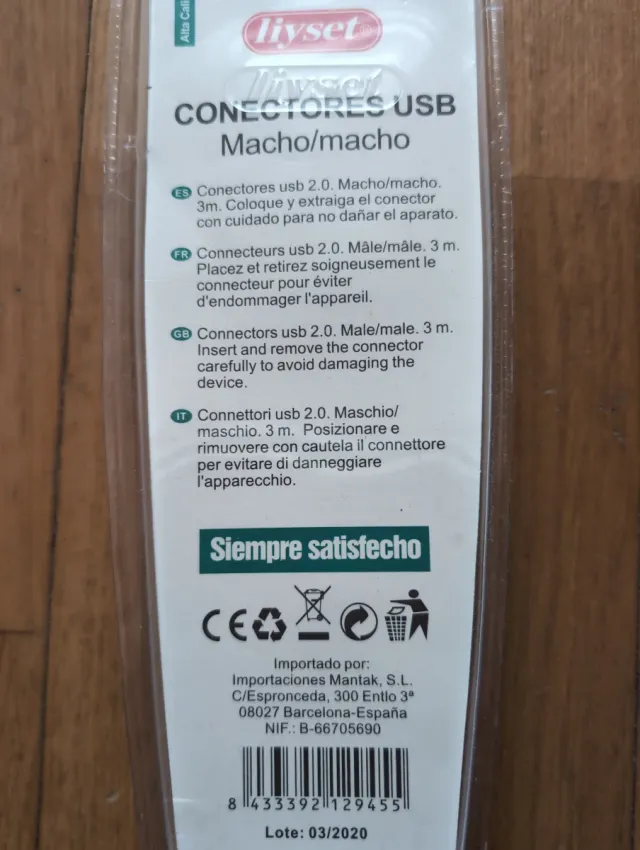 Alta Cali
liyset®
liyset
CONECTORES USB
Macho/macho
ES Conectores usb 2.0. Macho/macho.
3m. Coloque y extraiga el conector
con cuidado para no dañar el aparato.
FR Connecteurs usb 2.0. Mâle/mâle. 3 m.
Placez et retirez soigneusement le
connecteur pour éviter
d'endommager l'appareil.
GB Connectors usb 2.0. Male/male. 3 m.
Insert and remove the connector
carefully to avoid damaging the
device.
IT Connettori usb 2.0. Maschio/
maschio. 3 m. Posizionare e
rimuovere con cautela il connettore
per evitare di danneggiare
l'apparecchio.
Siempre satisfecho
CE
Importado por:
Importaciones Mantak, S.L.
C/Espronceda, 300 Entlo 3ª
08027 Barcelona-España
NIF.: B-66705690
8 433392 129455
Lote: 03/2020